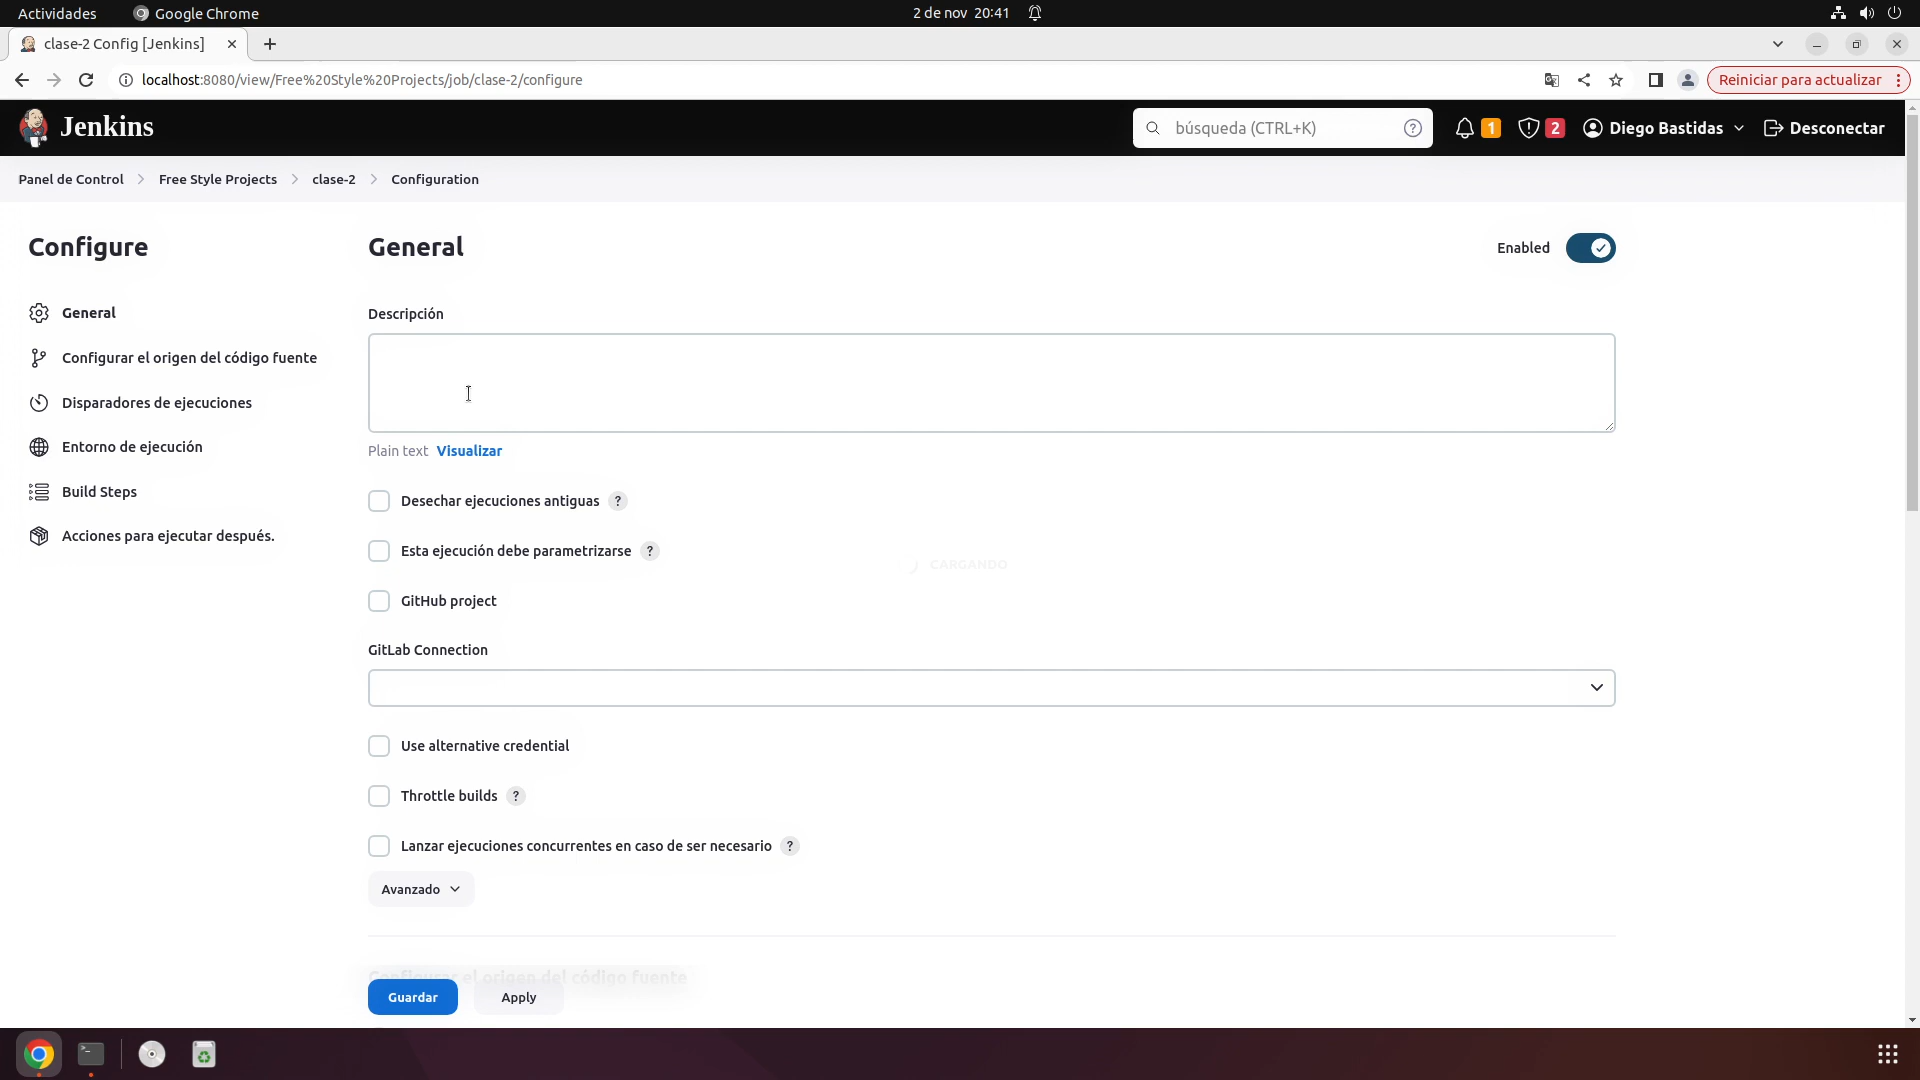 Actividades
Google Chrome
2 de nov 20:41
clase-2 Config [Jenkins]
localhost:8080/view/Free%20Style%20Projects/job/clase-2/configure
Reiniciar para actualizar
Jenkins
búsqueda (CTRL+K)
?
1
2
Diego Bastidas
Desconectar
Panel de Control
Free Style Projects
clase-2
Configuration
Configure
General
Configurar el origen del código fuente
Disparadores de ejecuciones
Entorno de ejecución
Build Steps
Acciones para ejecutar después.
General
Enabled
Descripción
Plain text Visualizar
Desechar ejecuciones antiguas ?
Esta ejecución debe parametrizarse ?
CARGANDO
GitHub project
GitLab Connection
Use alternative credential
Throttle builds ?
Lanzar ejecuciones concurrentes en caso de ser necesario ?
Avanzado
Configurar el origen del código fuente
Guardar
Apply